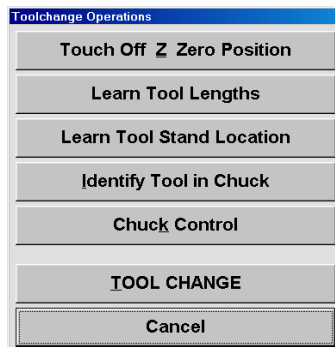 Toolchange Operations
Touch Off Z Zero Position
Learn Tool Lengths
Learn Tool Stand Location
Identify Tool in Chuck
Chuck Control
TOOL CHANGE
Cancel